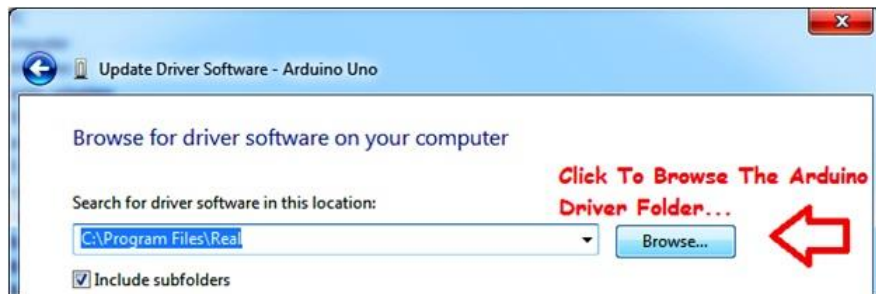 Update Driver Software - Arduino Uno
Browse for driver software on your computer
Click To Browse The Arduino
Driver Folder...
Search for driver software in this location:
C:\Program Files\Real
Browse...
Include subfolders